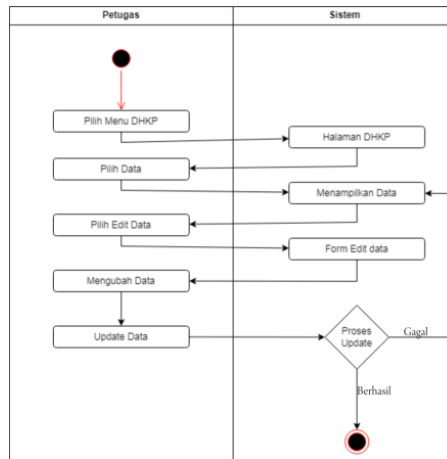 Petugas
Sistem
Pilih Menu DHKP
Halaman DHKP
Pilih Data
Menampilkan Data
Pilih Edit Data
Form Edit data
Mengubah Data
Update Data
Proses
Update
Gagal
Berhasil